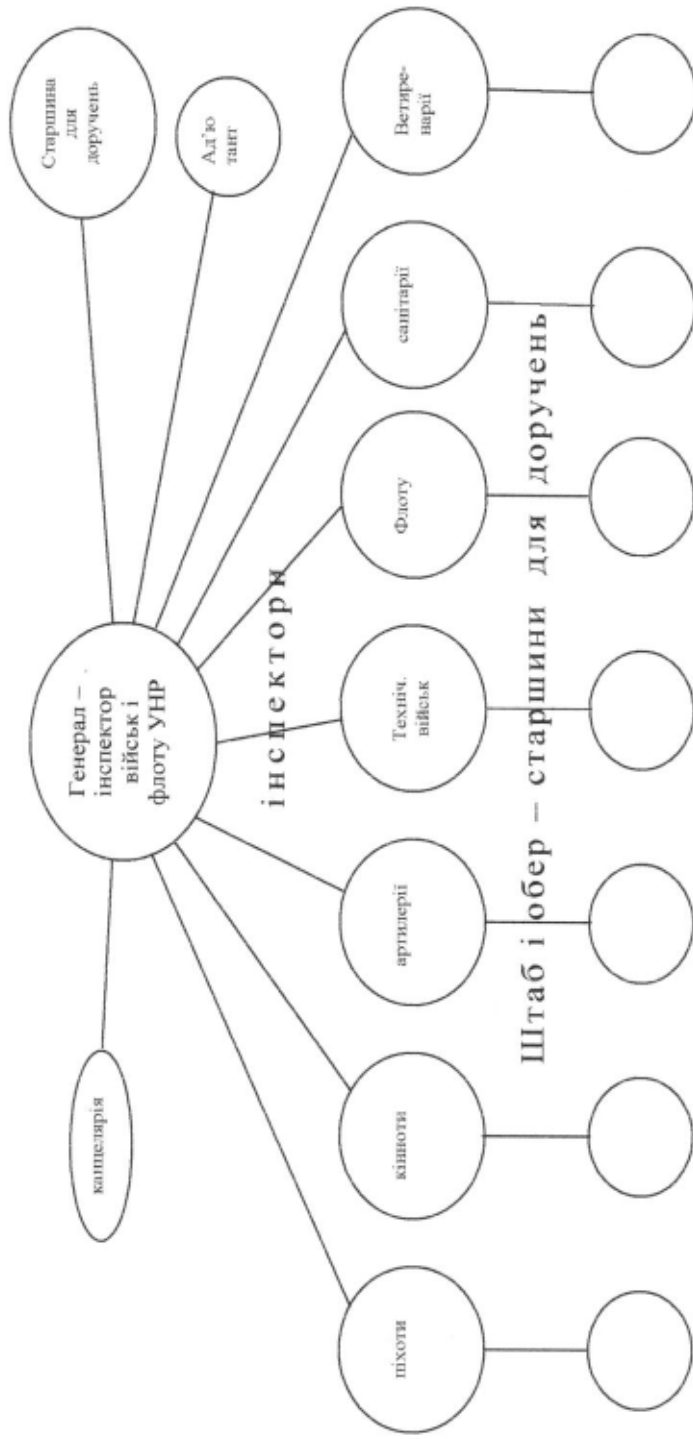 Старшина
для
доручень
Ад`ю
тант
канцелярія
Генерал –
інспектор
військ і
флоту УНР
інспектори
піхоти
кінноти
артилерії
Техніч.
військ
Флоту
санітарії
Ветире-
нарії
Штаб і обер – старшини для доручень